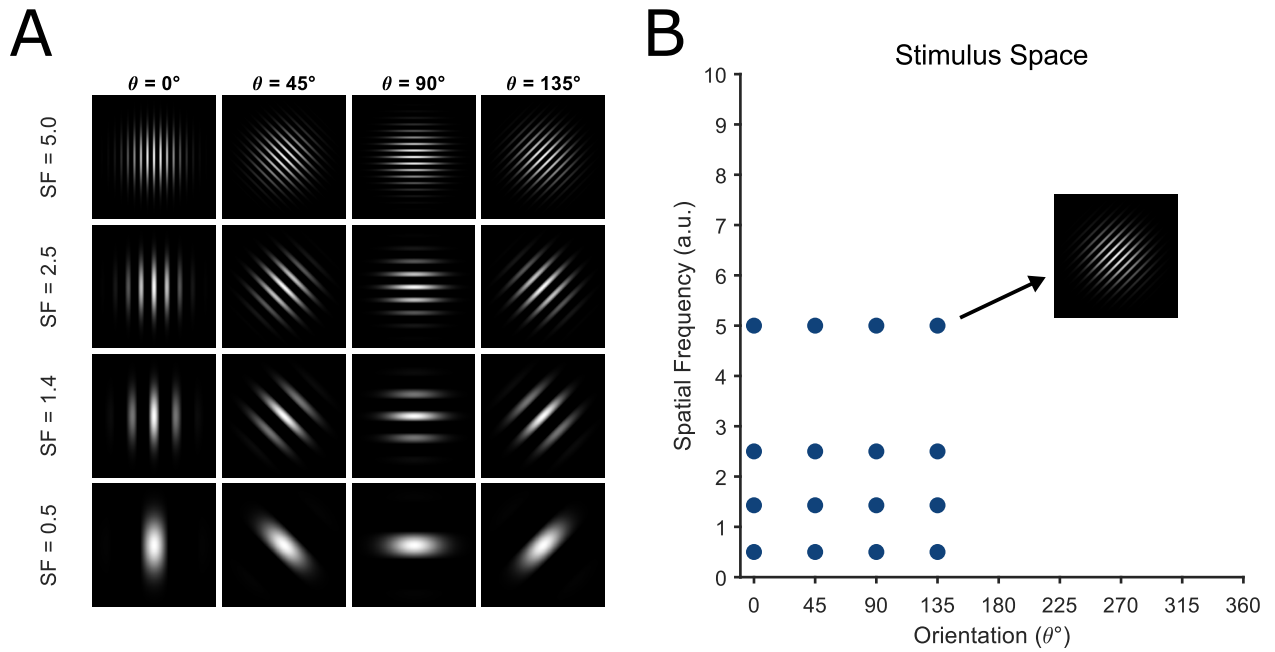 A
θ = 0° θ = 45° θ = 90° θ = 135°
SF = 5.0
SF = 2.5
SF = 1.4
SF = 0.5
B
Stimulus Space
Spatial Frequency (a.u.)
10
9
8
7
6
5
4
3
2
1
0
0 45 90 135 180 225 270 315 360
Orientation (θ°)